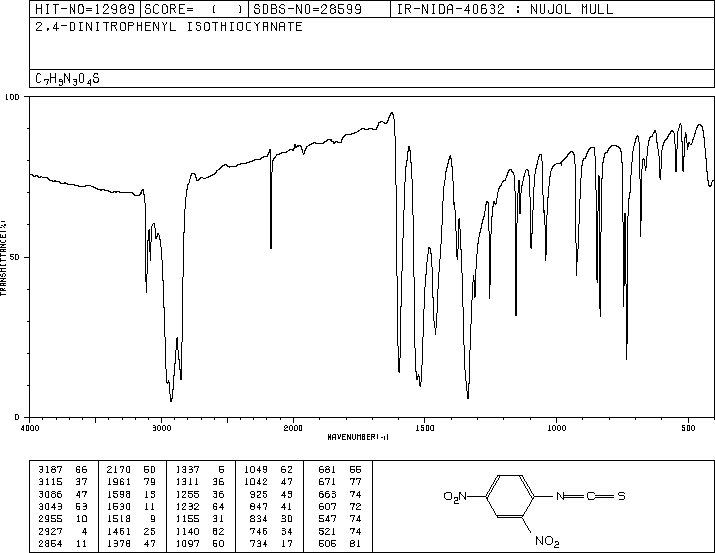 HIT-NO=12989 SCORE= ( ) SDBS-NO=28599 IR-NIDA-40632 : NUJOL MULL
2,4-DINITROPHENYL ISOTHIOCYANATE
C7H3N3O4S
100
50
0
TRANSMITTANCE(%)
4000 3000 2000 1500 1000 500
WAVENUMBER(-1)
3187 66 2170 50 1337 5 1049 62 681 55
3115 37 1961 79 1311 36 1042 47 671 77
3086 47 1598 13 1255 36 925 43 663 74
3043 53 1530 11 1232 64 847 41 607 72
2955 10 1518 9 1155 31 834 30 547 74
2927 4 1461 25 1140 62 746 34 521 74
2854 11 1378 47 1097 50 734 17 505 81
O2N
N C S
NO2